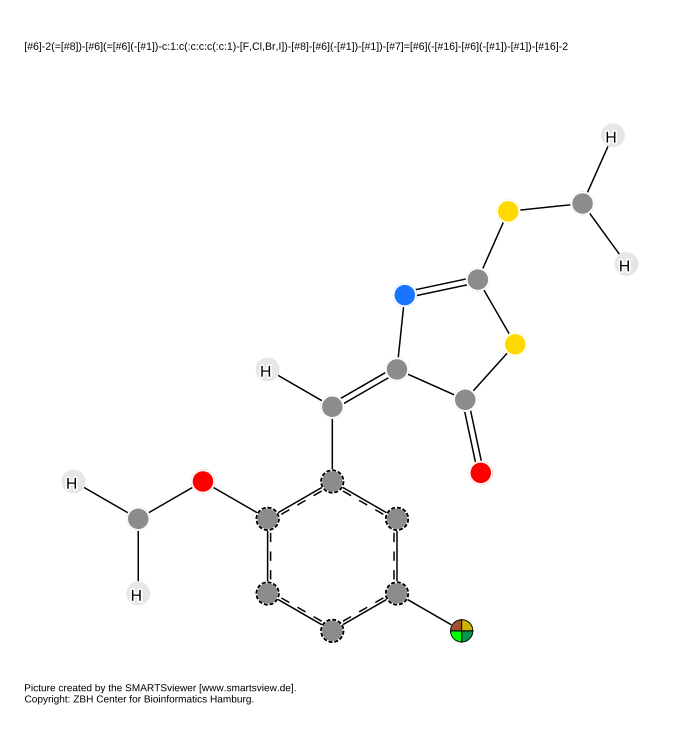 [#6]-2(=[#8])-[#6](=[#6](-[#1])-c:1:c(:c:c:c(:c:1)-[F,Cl,Br,I])-[#8]-[#6](-[#1])-[#1])-[#7]=[#6](-[#16]-[#6](-[#1])-[#1])-[#16]-2
H
H
H
H
H
Picture created by the SMARTSviewer [www.smartsview.de].
Copyright: ZBH Center for Bioinformatics Hamburg.